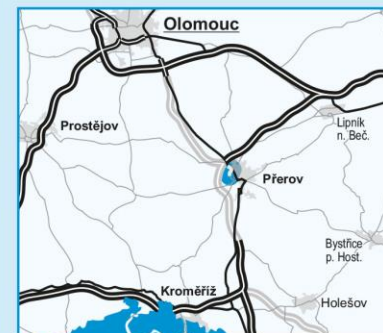 Olomouc
Lipník
n. Beč.
Prostějov
Přerov
Bystřice
p. Host.
Kroměříž
Holešov